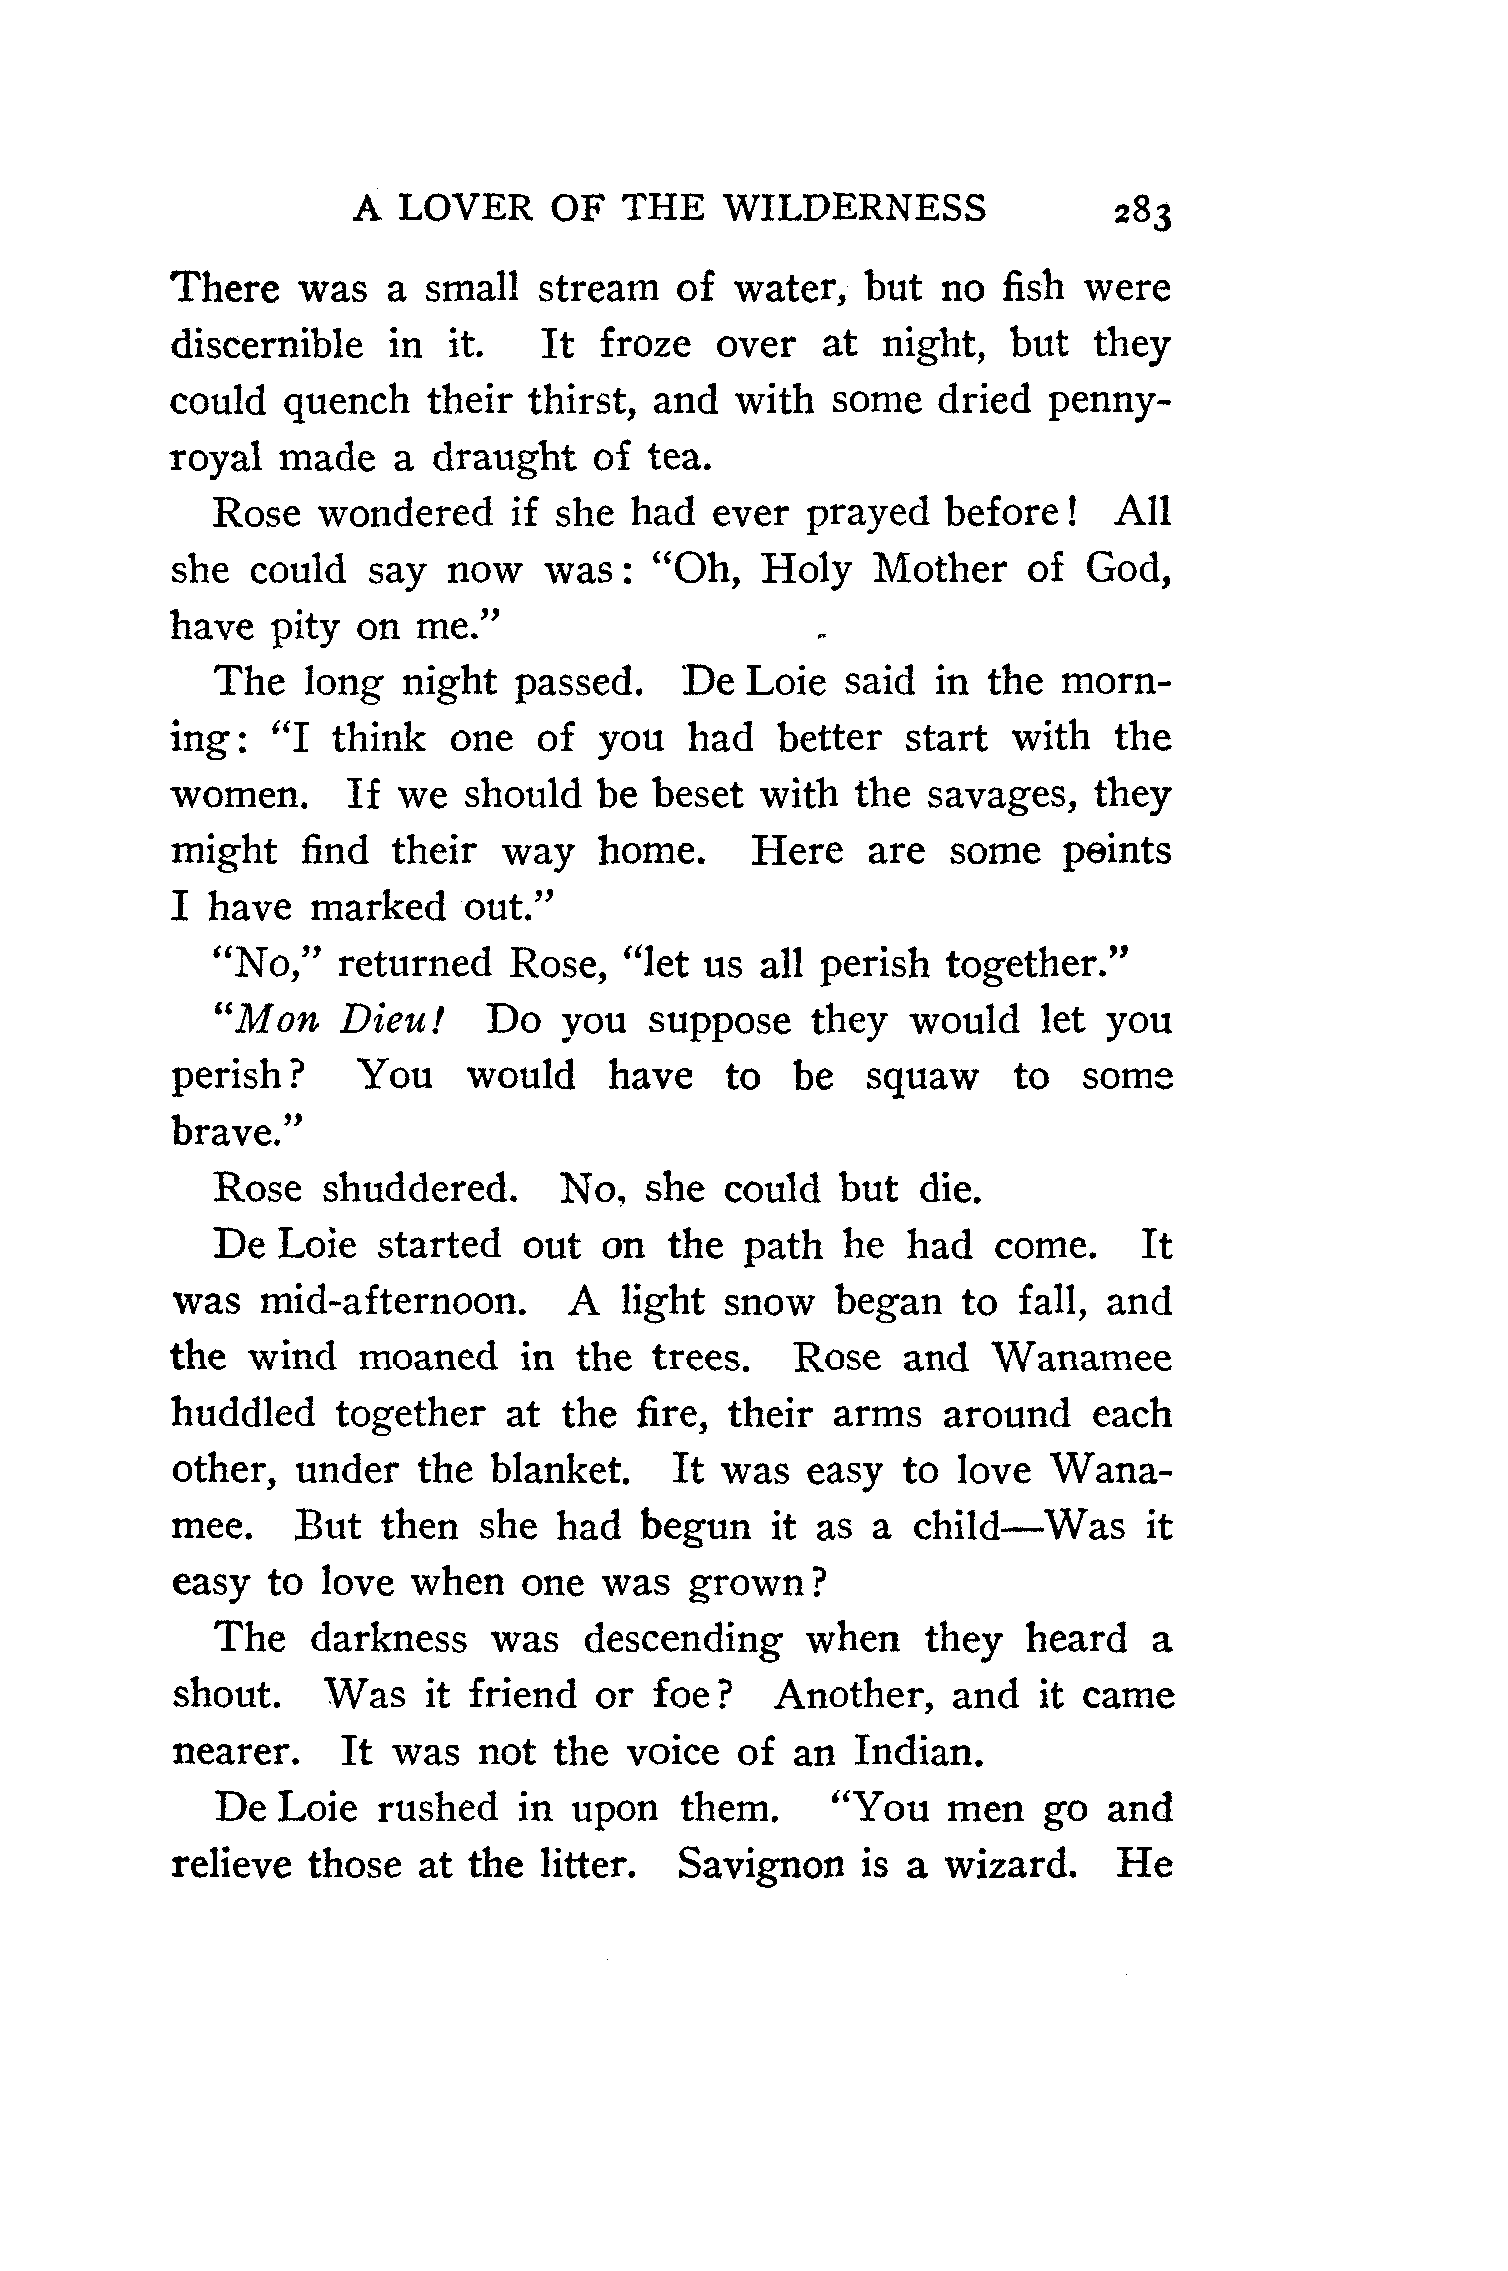 A LOVER OF THE WILDERNESS 283
There was a small stream of water, but no fish were
discernible in it. It froze over at night, but they
could quench their thirst, and with some dried penny-
royal made a draught of tea.
Rose wondered if she had ever prayed before! All
she could say now was: “Oh, Holy Mother of God,
have pity on me.”
The long night passed. De Loie said in the morn-
ing: “I think one of you had better start with the
women. If we should be beset with the savages, they
might find their way home. Here are some points
I have marked out.”
“No,” returned Rose, “let us all perish together.”
“Mon Dieu! Do you suppose they would let you
perish? You would have to be squaw to some
brave.”
Rose shuddered. No, she could but die.
De Loie started out on the path he had come. It
was mid-afternoon. A light snow began to fall, and
the wind moaned in the trees. Rose and Wanamee
huddled together at the fire, their arms around each
other, under the blanket. It was easy to love Wana-
mee. But then she had begun it as a child—Was it
easy to love when one was grown?
The darkness was descending when they heard a
shout. Was it friend or foe? Another, and it came
nearer. It was not the voice of an Indian.
De Loie rushed in upon them. “You men go and
relieve those at the litter. Savignon is a wizard. He